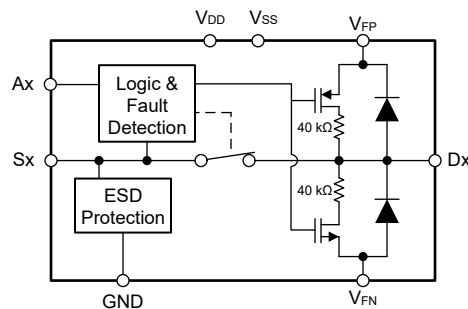 VDD
VSS
VFP
Ax
Logic &
Fault
Detection
40 kΩ
Sx
Dx
40 kΩ
ESD
Protection
GND
VFN